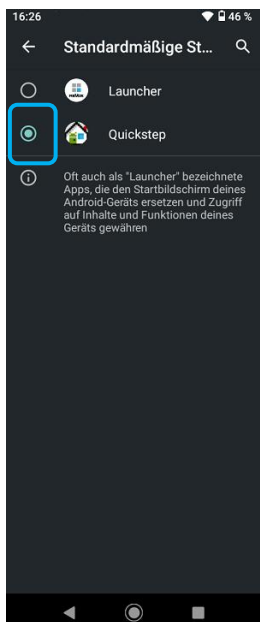 16:26 46 %
Standardmäßige St...
Launcher
Quickstep
Oft auch als "Launcher" bezeichnete
Apps, die den Startbildschirm deines
Android-Geräts ersetzen und Zugriff
auf Inhalte und Funktionen deines
Geräts gewähren